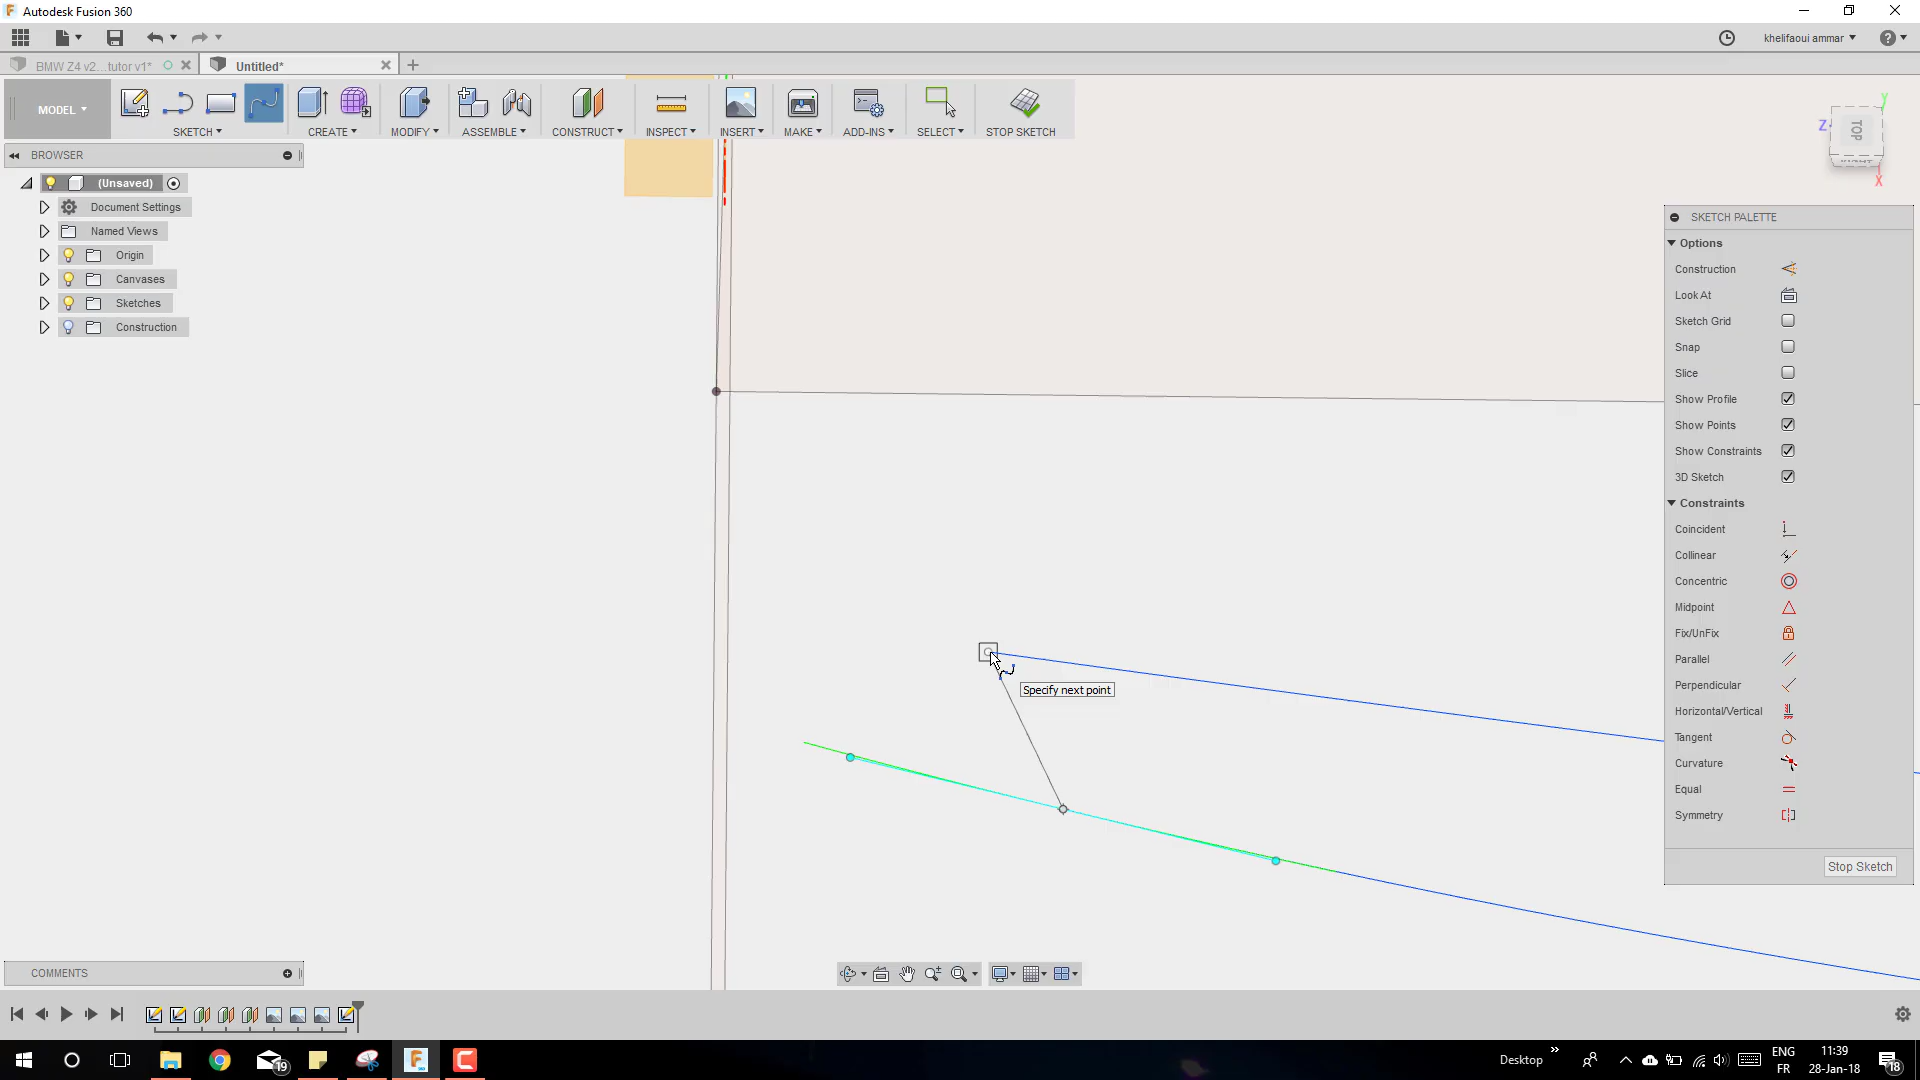 Autodesk Fusion 360
khelifaoui ammar
BMW Z4 v2...tutor v1*
Untitled*
MODEL
SKETCH
CREATE
MODIFY
ASSEMBLE
CONSTRUCT
INSPECT
INSERT
MAKE
ADD-INS
SELECT
STOP SKETCH
BROWSER
(Unsaved)
Document Settings
Named Views
Origin
Canvases
Sketches
Construction
Y
Z
TOP
X
SKETCH PALETTE
Options
Construction
Look At
Sketch Grid
Snap
Slice
Show Profile
Show Points
Show Constraints
3D Sketch
Constraints
Coincident
Collinear
Concentric
Midpoint
Fix/UnFix
Parallel
Perpendicular
Horizontal/Vertical
Tangent
Curvature
Equal
Symmetry
Stop Sketch
Specify next point
COMMENTS
19
Desktop
ENG
FR
11:39
28-Jan-18
18